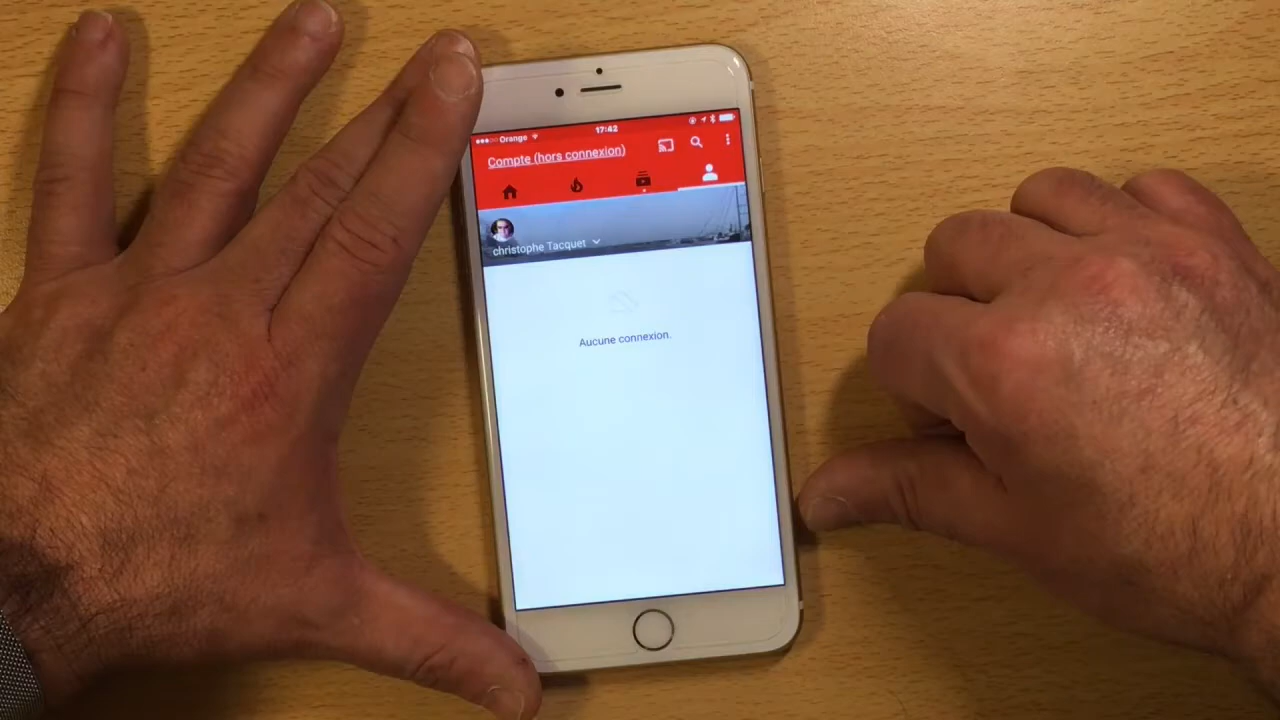 Orange
17:42
Compte (hors connexion)
christophe Tacquet
Aucune connexion.